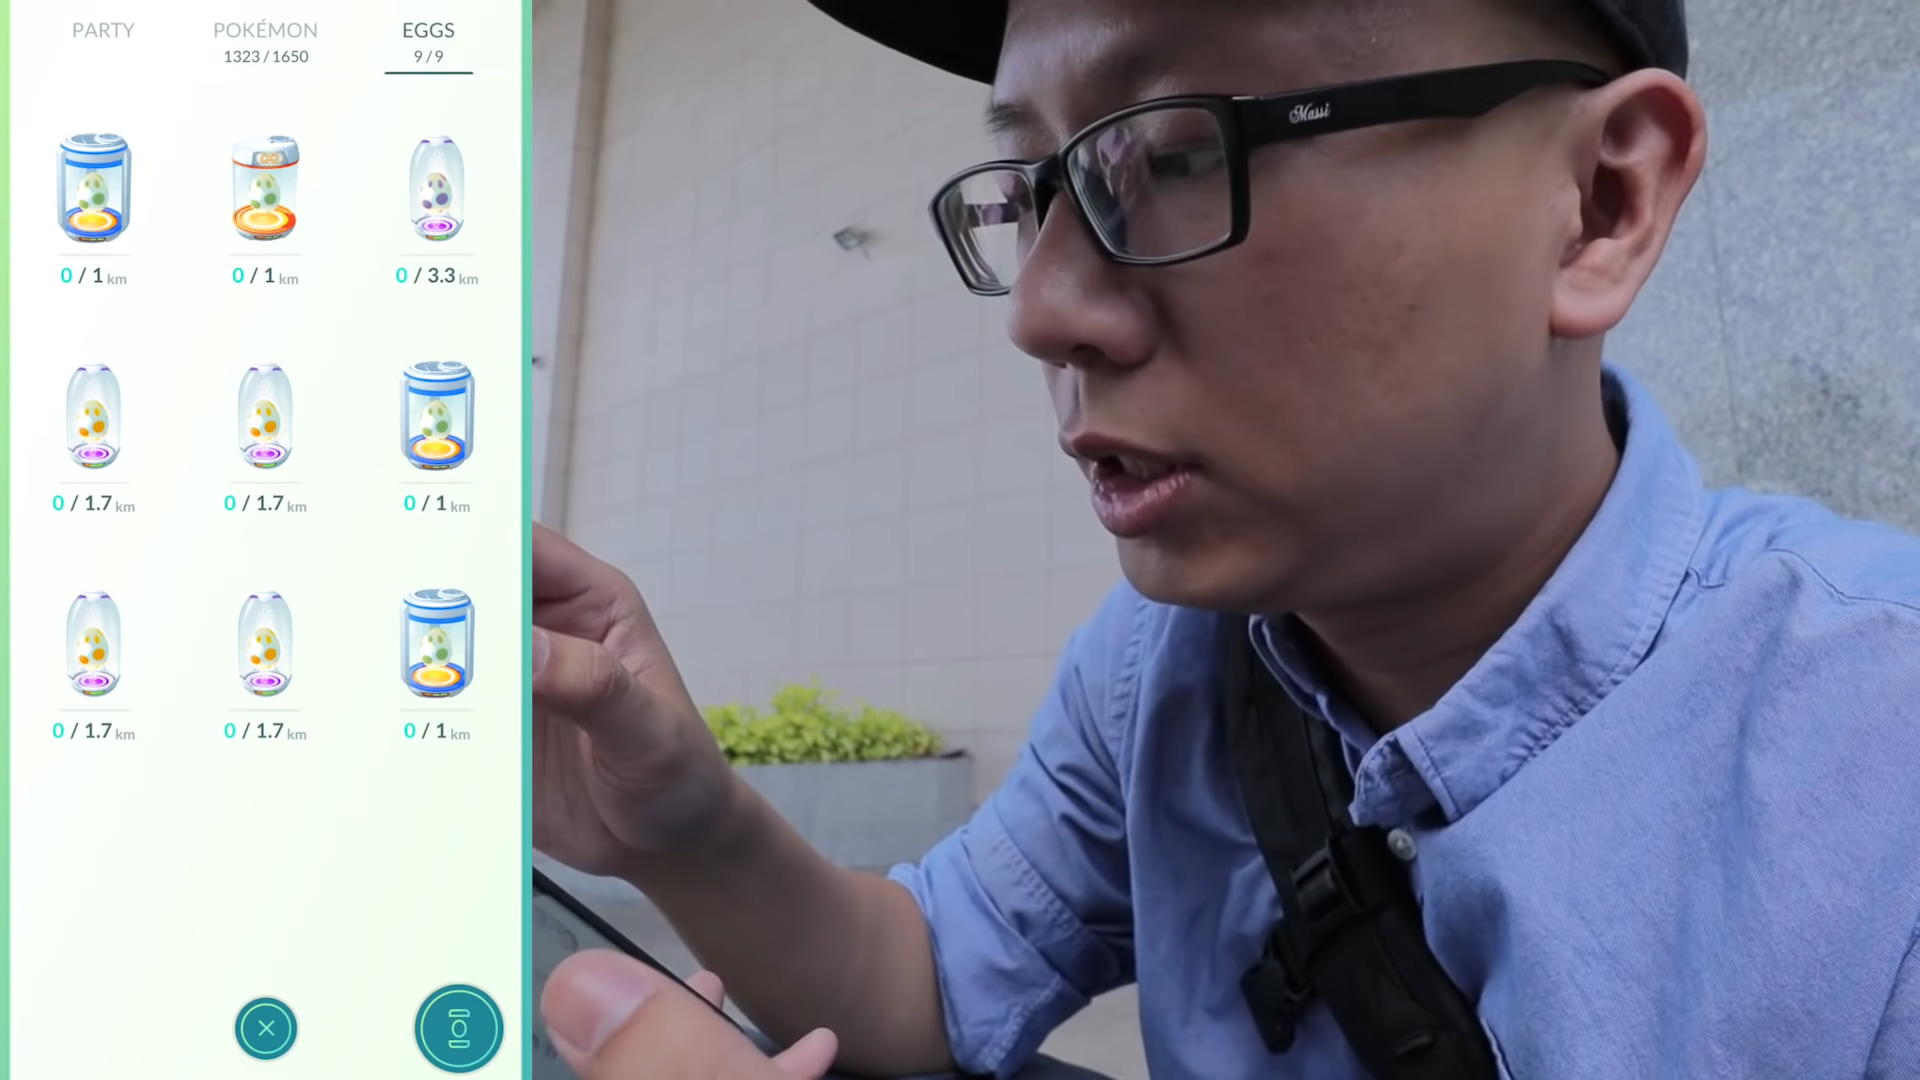 PARTY POKÉMON EGGS
1323 / 1650 9 / 9
0 / 1 km 0 / 1 km 0 / 3.3 km
0 / 1.7 km 0 / 1.7 km 0 / 1 km
0 / 1.7 km 0 / 1.7 km 0 / 1 km
Massi